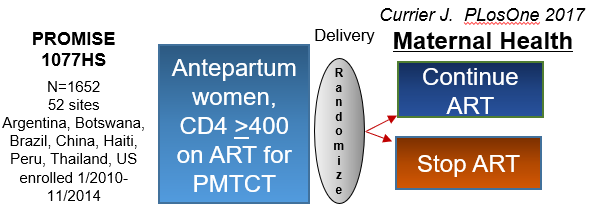 Currier J.  PLosOne 2017
PROMISE
1077HS
N=1652
52 sites
Argentina, Botswana,
Brazil, China, Haiti,
Peru, Thailand, US
enrolled 1/2010-
11/2014
Antepartum
women,
CD4 >400
on ART for
PMTCT
Delivery
Randomize
Maternal Health
Continue
ART
Stop ART